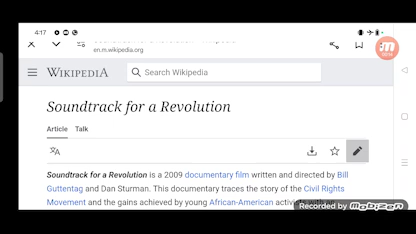 4:17
en.m.wikipedia.org
WIKIPEDIA
Search Wikipedia
Soundtrack for a Revolution
Article Talk
Soundtrack for a Revolution is a 2009 documentary film written and directed by Bill
Guttentag and Dan Sturman. This documentary traces the story of the Civil Rights
Movement and the gains achieved by young African-American
Recorded by Mobizen